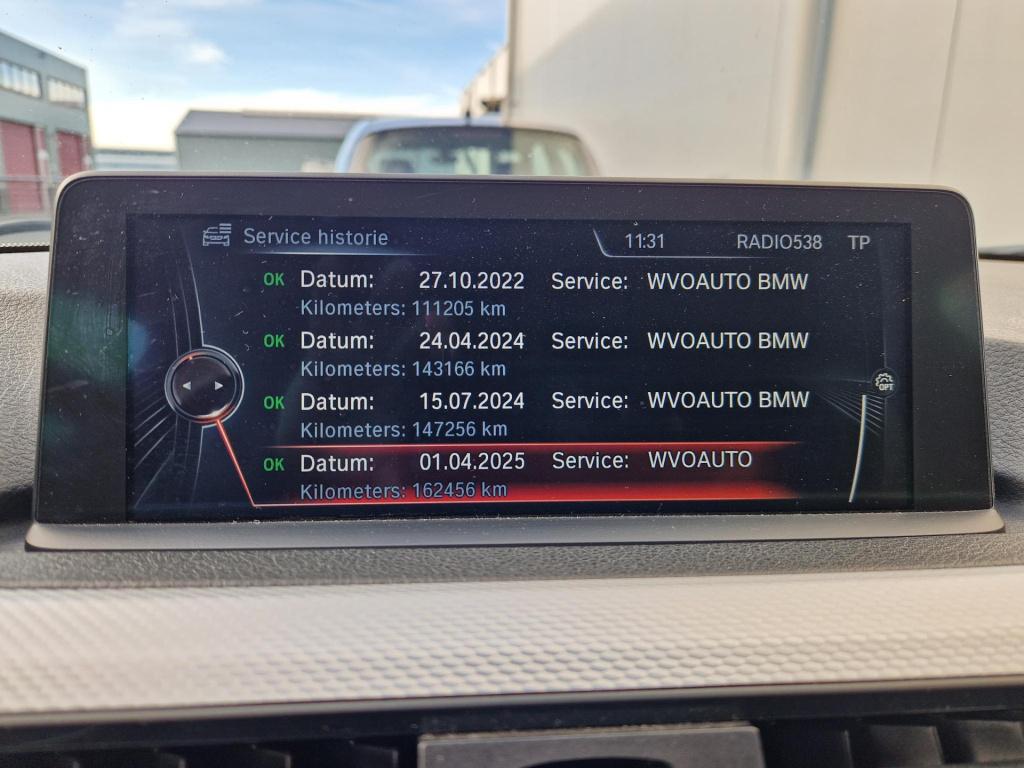 Service historie 11:31 RADIO538 TP
OK Datum: 27.10.2022 Service: WVOAUTO BMW
Kilometers: 111205 km
OK Datum: 24.04.2024 Service: WVOAUTO BMW
Kilometers: 143166 km
OK Datum: 15.07.2024 Service: WVOAUTO BMW
Kilometers: 147256 km
OK Datum: 01.04.2025 Service: WVOAUTO
Kilometers: 162456 km
OPT